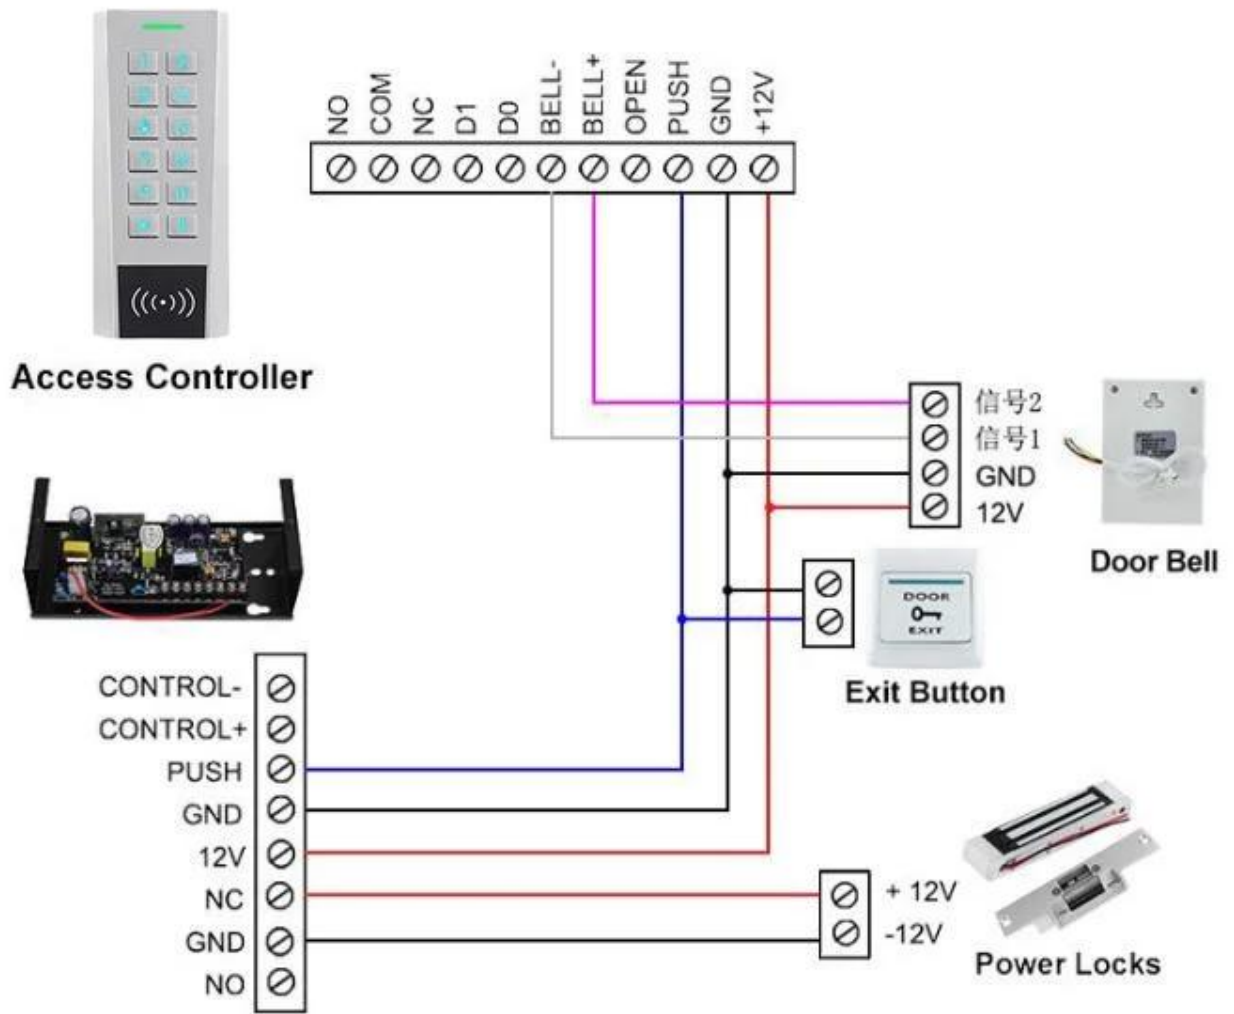 NO
COM
NC
D1
D0
BELL-
BELL+
OPEN
PUSH
GND
+12V
Access Controller
信号2
信号1
GND
12V
Door Bell
DOOR
EXIT
Exit Button
CONTROL-
CONTROL+
PUSH
GND
12V
NC
GND
NO
+ 12V
-12V
Power Locks